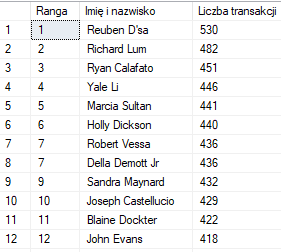 Ranga Imię i nazwisko Liczba transakcji
1 1 Reuben D'sa 530
2 2 Richard Lum 482
3 3 Ryan Calafato 451
4 4 Yale Li 446
5 5 Marcia Sultan 441
6 6 Holly Dickson 440
7 7 Robert Vessa 436
8 7 Della Demott Jr 436
9 9 Sandra Maynard 432
10 10 Joseph Castellucio 429
11 11 Blaine Dockter 422
12 12 John Evans 418